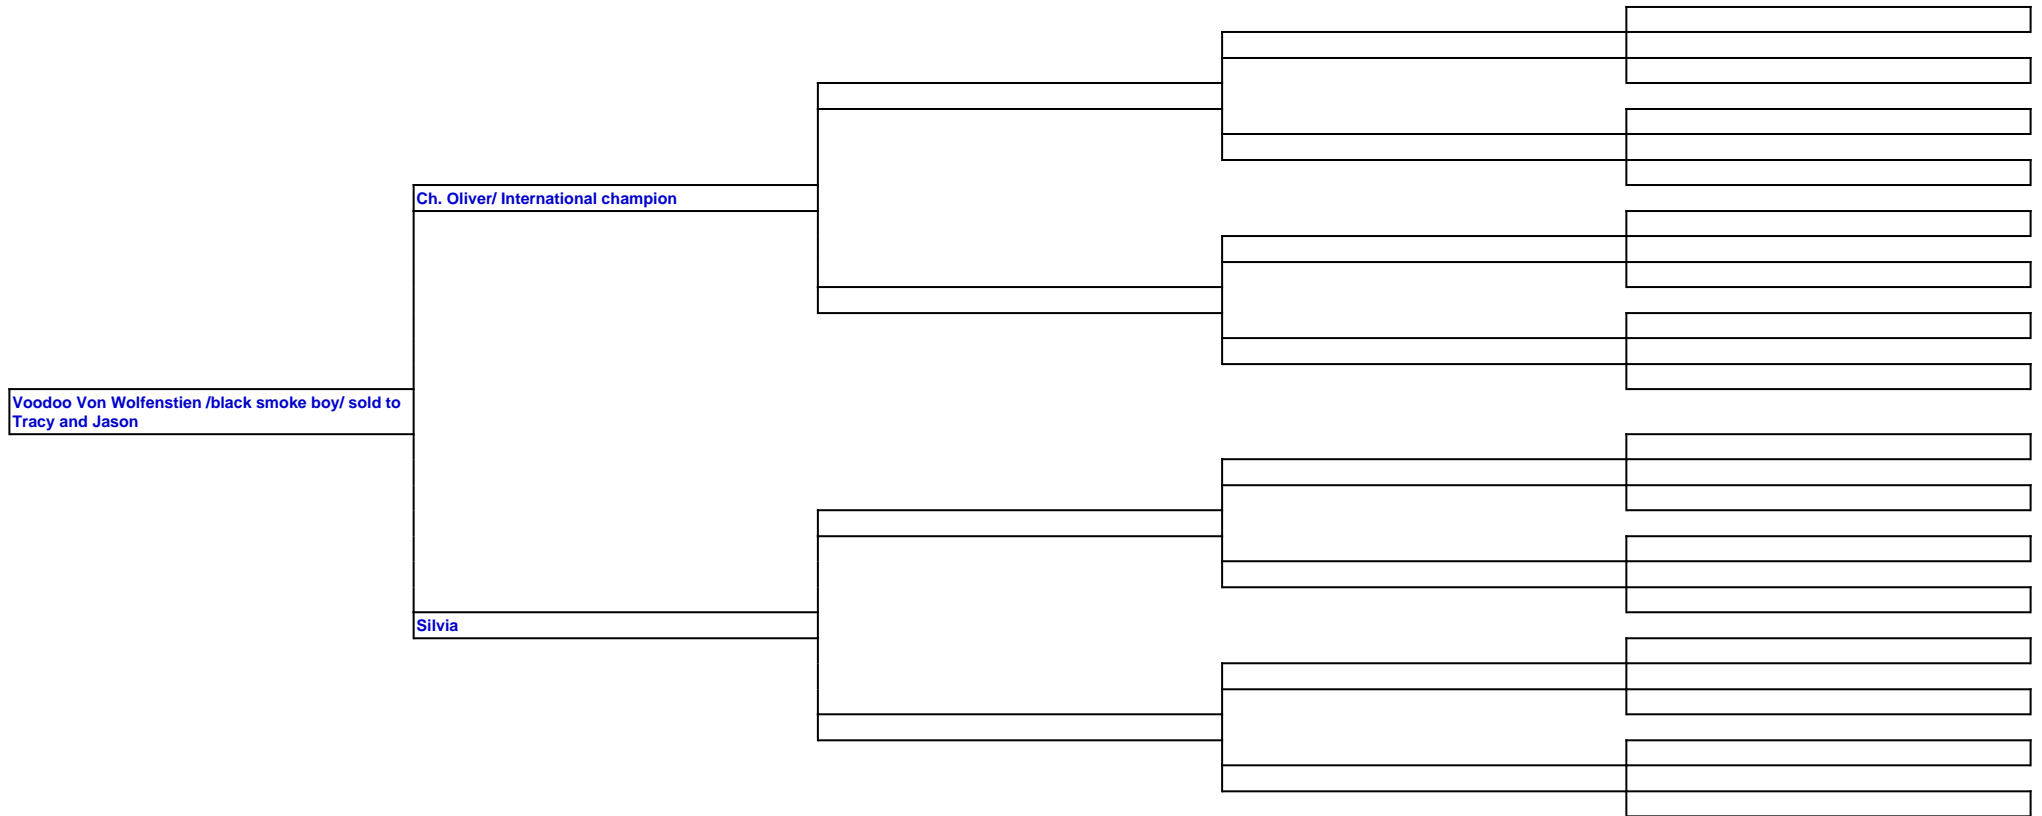 Ch. Oliver/ International champion
Voodoo Von Wolfenstien /black smoke boy/ sold to
Tracy and Jason
Silvia